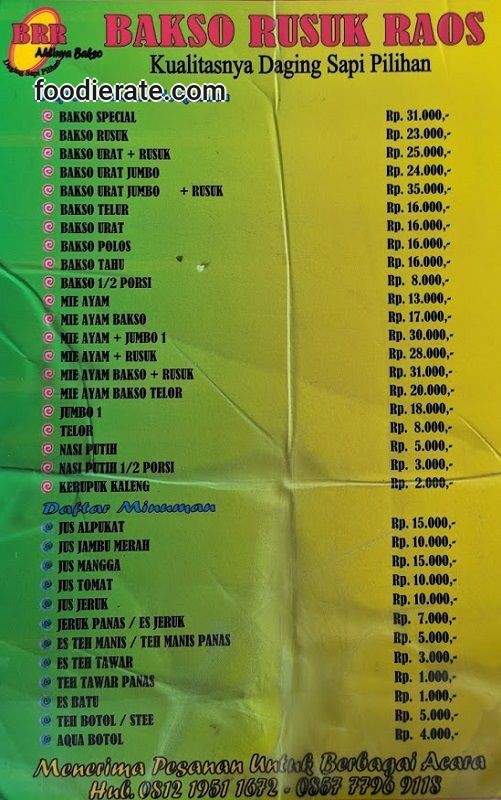 BRR
Ahlinya Bakso
Daging Sapi Pilihan
BAKSO RUSUK RAOS
Kualitasnya Daging Sapi Pilihan
foodierate.com
BAKSO SPECIAL Rp. 31.000,-
BAKSO RUSUK Rp. 23.000,-
BAKSO URAT + RUSUK Rp. 25.000,-
BAKSO URAT JUMBO Rp. 24.000,-
BAKSO URAT JUMBO + RUSUK Rp. 35.000,-
BAKSO TELUR Rp. 16.000,-
BAKSO URAT Rp. 16.000,-
BAKSO POLOS Rp. 16.000,-
BAKSO TAHU Rp. 16.000,-
BAKSO 1/2 PORSI Rp. 8.000,-
MIE AYAM Rp. 13.000,-
MIE AYAM BAKSO Rp. 17.000,-
MIE AYAM + JUMBO 1 Rp. 30.000,-
MIE AYAM + RUSUK Rp. 28.000,-
MIE AYAM BAKSO + RUSUK Rp. 31.000,-
MIE AYAM BAKSO TELOR Rp. 20.000,-
JUMBO 1 Rp. 18.000,-
TELOR Rp. 8.000,-
NASI PUTIH Rp. 5.000,-
NASI PUTIH 1/2 PORSI Rp. 3.000,-
KERUPUK KALENG Rp. 2.000,-
Daftar Minuman
JUS ALPUKAT Rp. 15.000,-
JUS JAMBU MERAH Rp. 10.000,-
JUS MANGGA Rp. 15.000,-
JUS TOMAT Rp. 10.000,-
JUS JERUK Rp. 10.000,-
JERUK PANAS / ES JERUK Rp. 7.000,-
ES TEH MANIS / TEH MANIS PANAS Rp. 5.000,-
ES TEH TAWAR Rp. 3.000,-
TEH TAWAR PANAS Rp. 1.000,-
ES BATU Rp. 1.000,-
TEH BOTOL / STEE Rp. 5.000,-
AQUA BOTOL Rp. 4.000,-
Menerima Pesanan Untuk Berbagai Acara
Hub. 0812 1951 1672 - 0857 7796 9118